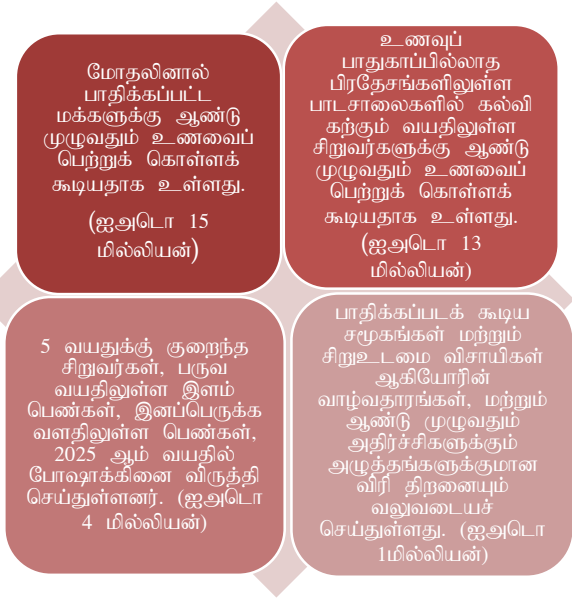 மோதலினால்
பாதிக்கப்பட்ட
மக்களுக்கு ஆண்டு
முழுவதும் உணவைப்
பெற்றுக் கொள்ளக்
கூடியதாக உள்ளது.
(ஐஅடொ 15
மில்லியன்)
உணவுப்
பாதுகாப்பில்லாத
பிரதேசங்களிலுள்ள
பாடசாலைகளில் கல்வி
கற்கும் வயதிலுள்ள
சிறுவர்களுக்கு ஆண்டு
முழுவதும் உணவைப்
பெற்றுக் கொள்ளக்
கூடியதாக உள்ளது.
(ஐஅடொ 13
மில்லியன்)
5 வயதுக்கு குறைந்த
சிறுவர்கள், பருவ
வயதிலுள்ள இளம்
பெண்கள், இனப்பெருக்க
வளதிலுள்ள பெண்கள்,
2025 ஆம் வயதில்
போஷாக்கினை விருத்தி
செய்துள்ளனர். (ஐஅடொ
4 மில்லியன்)
பாதிக்கப்படக் கூடிய
சமூகங்கள் மற்றும்
சிறுஉடமை விசாயிகள்
ஆகியோரின்
வாழ்வதாரங்கள், மற்றும்
ஆண்டு முழுவதும்
அதிர்ச்சிகளுக்கும்
அழுத்தங்களுக்குமான
விரி திறனையும்
வலுவடையச்
செய்துள்ளது. (ஐஅடொ
1மில்லியன்)